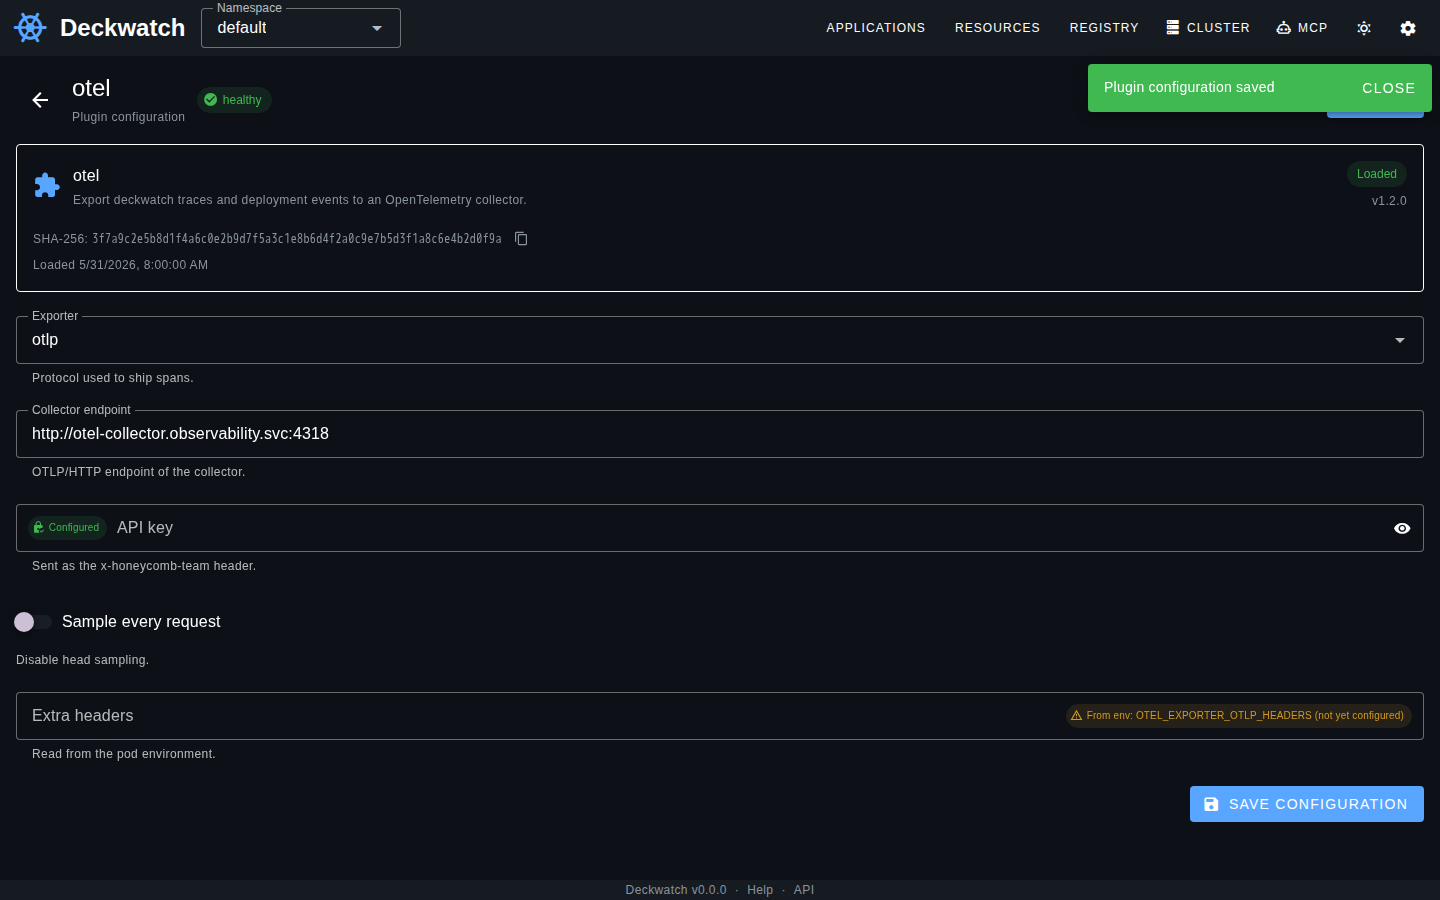 Deckwatch
Namespace
default
APPLICATIONS
RESOURCES
REGISTRY
CLUSTER
MCP
otel
Plugin configuration
healthy
Plugin configuration saved
CLOSE
otel
Export deckwatch traces and deployment events to an OpenTelemetry collector.
Loaded
v1.2.0
SHA-256: 3f7a9c2e5b8d1f4a6c0e2b9d7f5a3c1e8b6d4f2a0c9e7b5d3f1a8c6e4b2d0f9a
Loaded 5/31/2026, 8:00:00 AM
Exporter
otlp
Protocol used to ship spans.
Collector endpoint
http://otel-collector.observability.svc:4318
OTLP/HTTP endpoint of the collector.
Configured
API key
Sent as the x-honeycomb-team header.
Sample every request
Disable head sampling.
Extra headers
From env: OTEL_EXPORTER_OTLP_HEADERS (not yet configured)
Read from the pod environment.
SAVE CONFIGURATION
Deckwatch v0.0.0 · Help · API